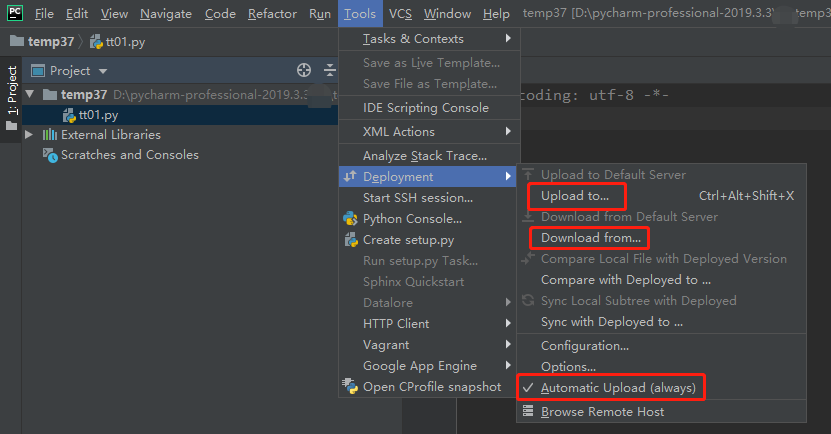 PC File Edit View Navigate Code Refactor Run Tools VCS Window Help temp37 [D:\pycharm-professional-2019.3.3\ temp37
temp37 tt01.py
1: Project
Project
temp37 D:\pycharm-professional-2019.3.3
tt01.py
External Libraries
Scratches and Consoles
coding: utf-8 -*-
Tasks & Contexts
Save as Live Template...
Save File as Template...
IDE Scripting Console
XML Actions
Analyze Stack Trace...
Deployment
Start SSH session...
Python Console...
Create setup.py
Run setup.py Task...
Sphinx Quickstart
Datalore
HTTP Client
Vagrant
Google App Engine
Open CProfile snapshot
Upload to Default Server
Upload to... Ctrl+Alt+Shift+X
Download from Default Server
Download from...
Compare Local File with Deployed Version
Compare with Deployed to ...
Sync Local Subtree with Deployed
Sync with Deployed to ...
Configuration...
Options...
Automatic Upload (always)
Browse Remote Host